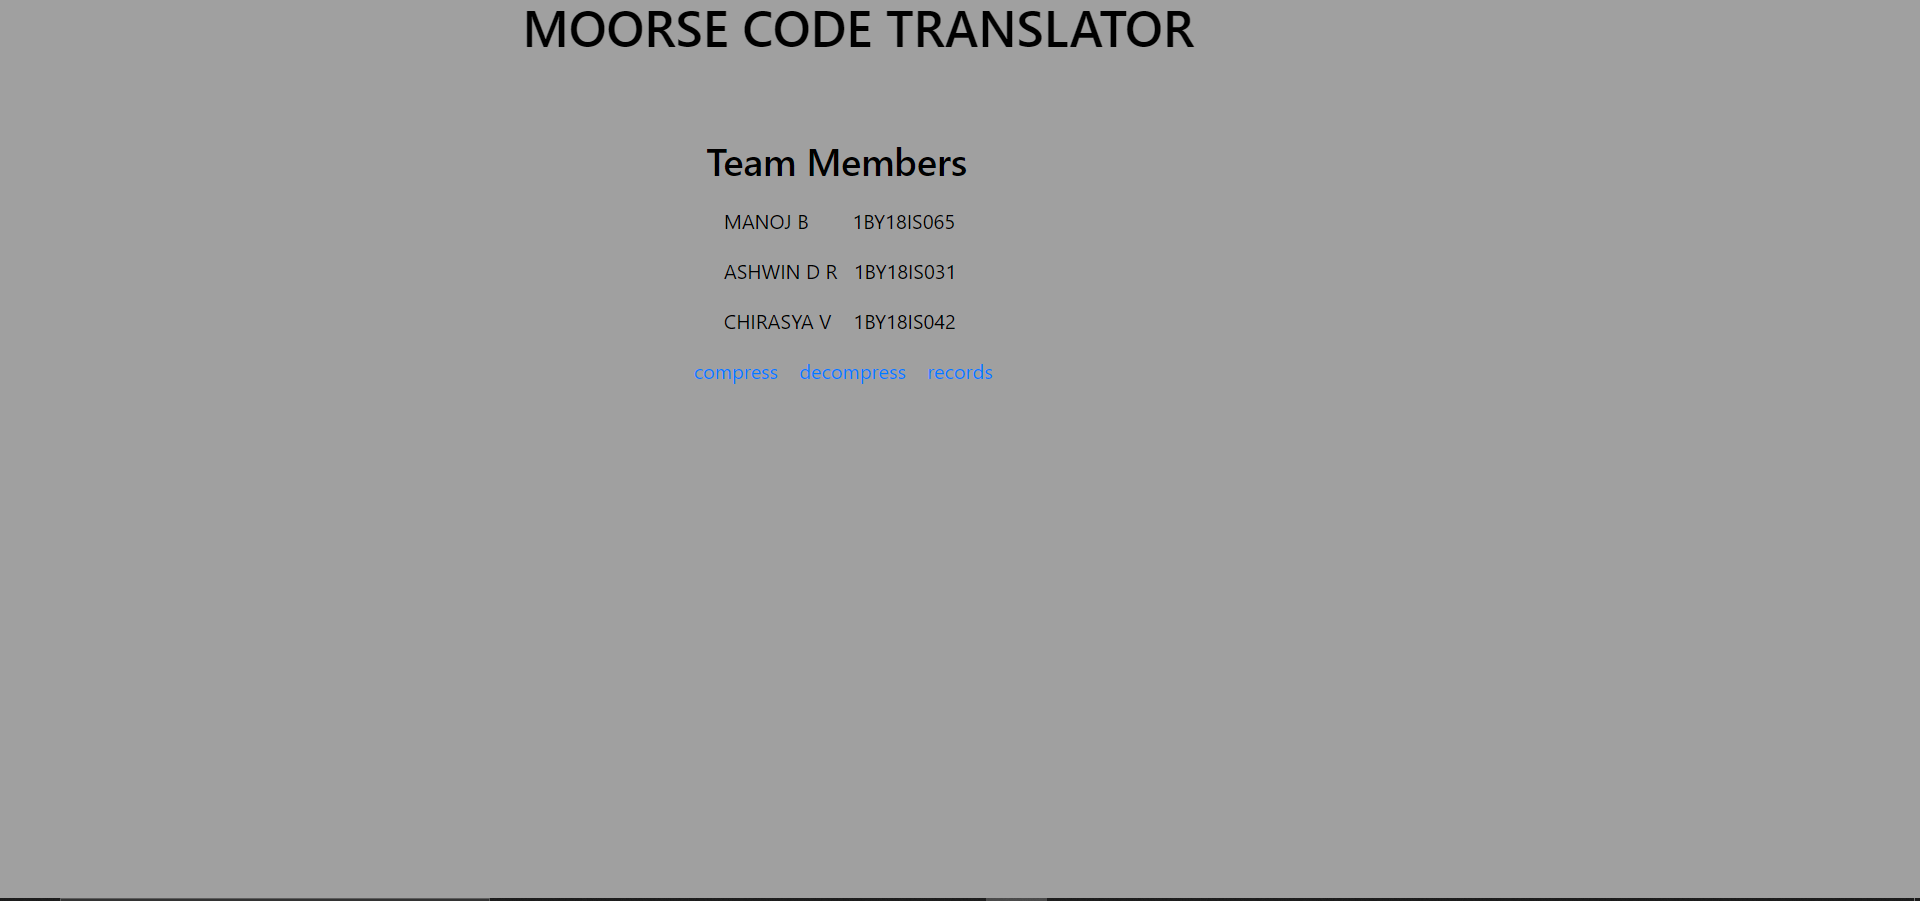 MOORSE CODE TRANSLATOR
Team Members
MANOJ B 1BY18IS065
ASHWIN D R 1BY18IS031
CHIRASYA V 1BY18IS042
compress decompress records